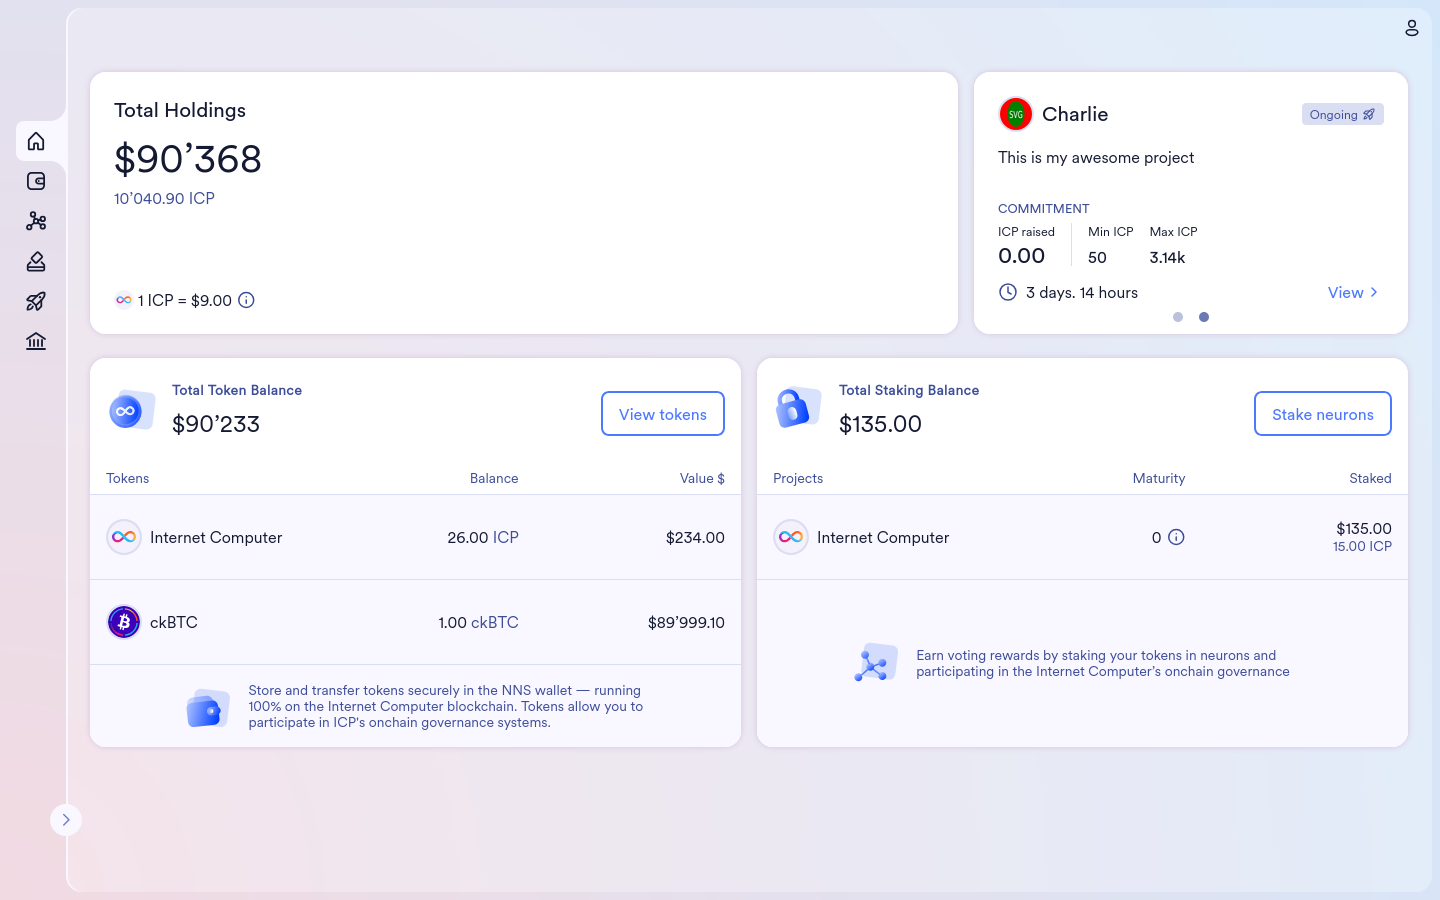 Total Holdings
$90’368
10’040.90 ICP
1 ICP = $9.00
SVG
Charlie
Ongoing
This is my awesome project
COMMITMENT
ICP raised
0.00
Min ICP
50
Max ICP
3.14k
3 days. 14 hours
View
Total Token Balance
$90’233
View tokens
Tokens Balance Value $
Internet Computer 26.00 ICP $234.00
ckBTC 1.00 ckBTC $89’999.10
Store and transfer tokens securely in the NNS wallet — running
100% on the Internet Computer blockchain. Tokens allow you to
participate in ICP's onchain governance systems.
Total Staking Balance
$135.00
Stake neurons
Projects Maturity Staked
Internet Computer 0 $135.00
15.00 ICP
Earn voting rewards by staking your tokens in neurons and
participating in the Internet Computer's onchain governance